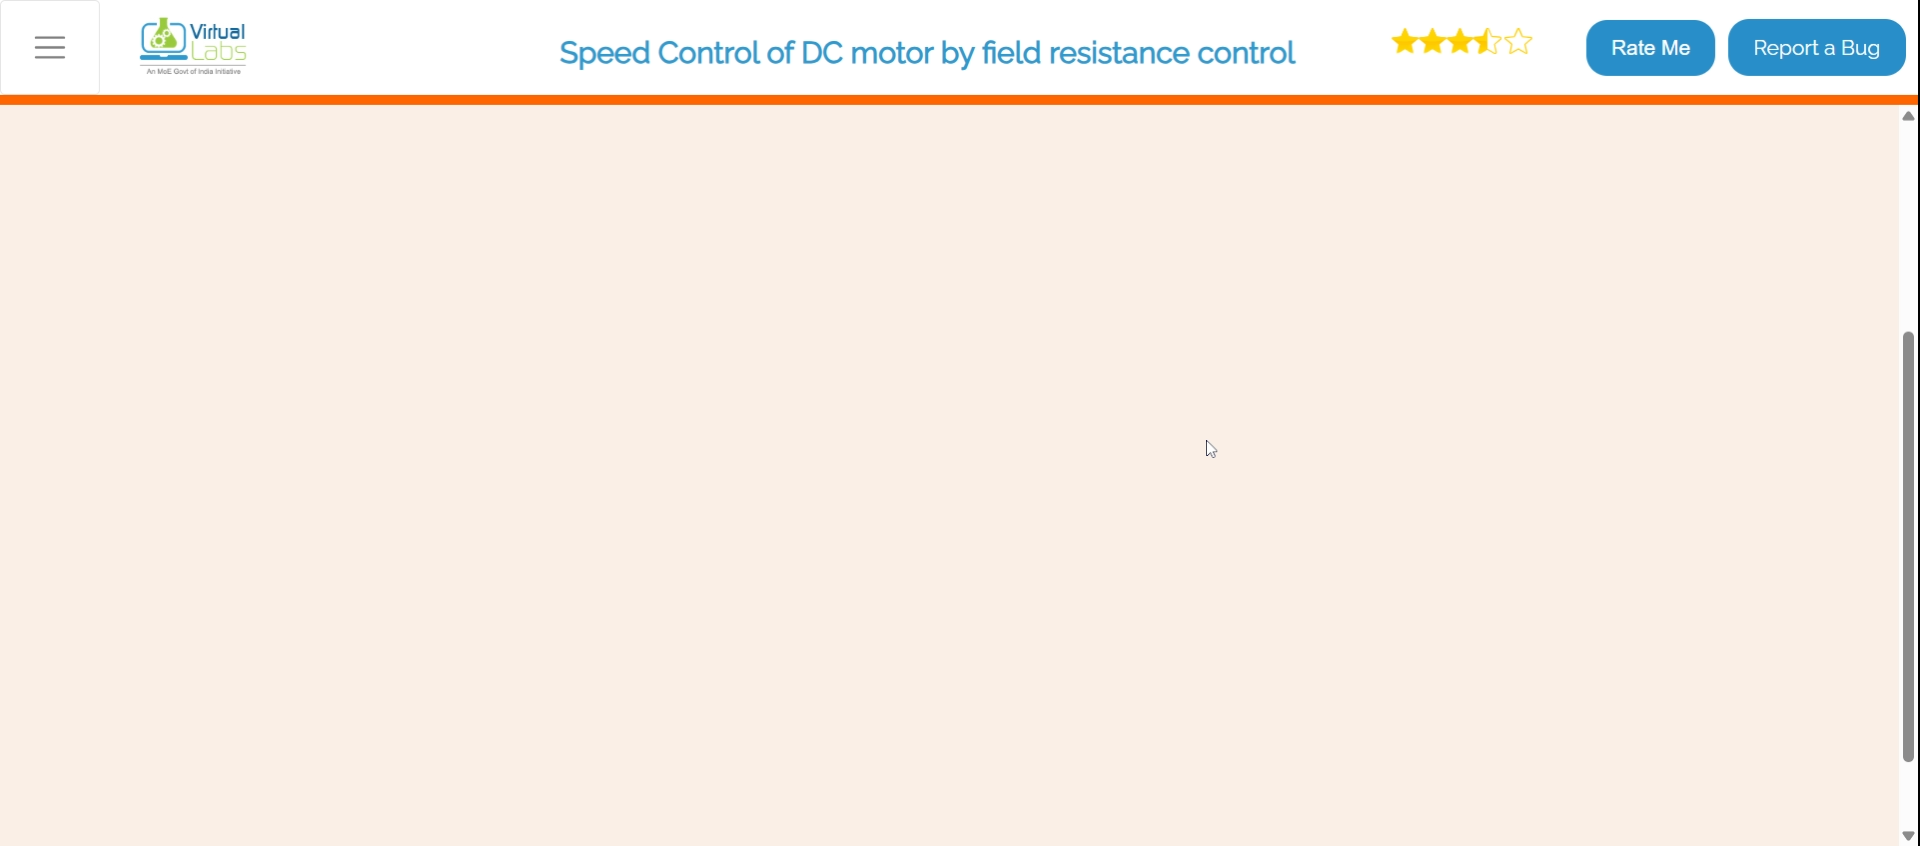 Virtual
Labs
An MoE Govt of India Initiative
Speed Control of DC motor by field resistance control
Rate Me
Report a Bug